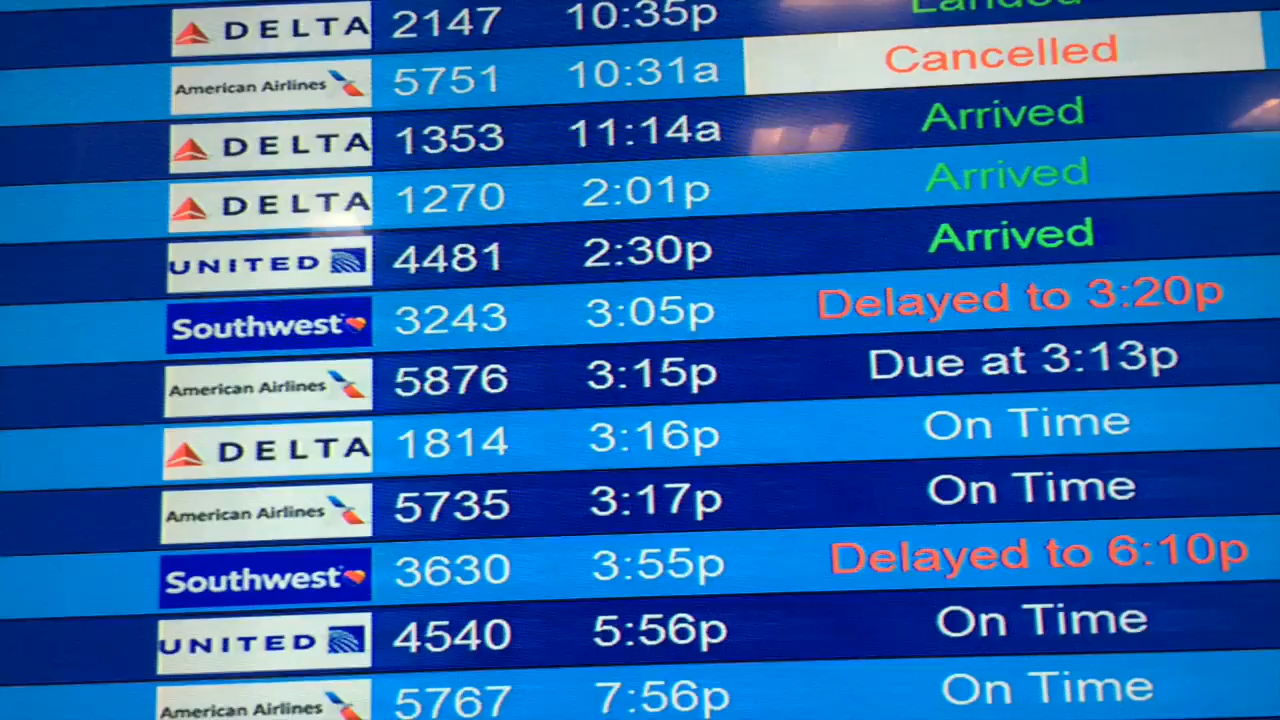 DELTA 2147 10:35p Landed
American Airlines 5751 10:31a Cancelled
DELTA 1353 11:14a Arrived
DELTA 1270 2:01p Arrived
UNITED 4481 2:30p Arrived
Southwest 3243 3:05p Delayed to 3:20p
American Airlines 5876 3:15p Due at 3:13p
DELTA 1814 3:16p On Time
American Airlines 5735 3:17p On Time
Southwest 3630 3:55p Delayed to 6:10p
UNITED 4540 5:56p On Time
American Airlines 5767 7:56p On Time